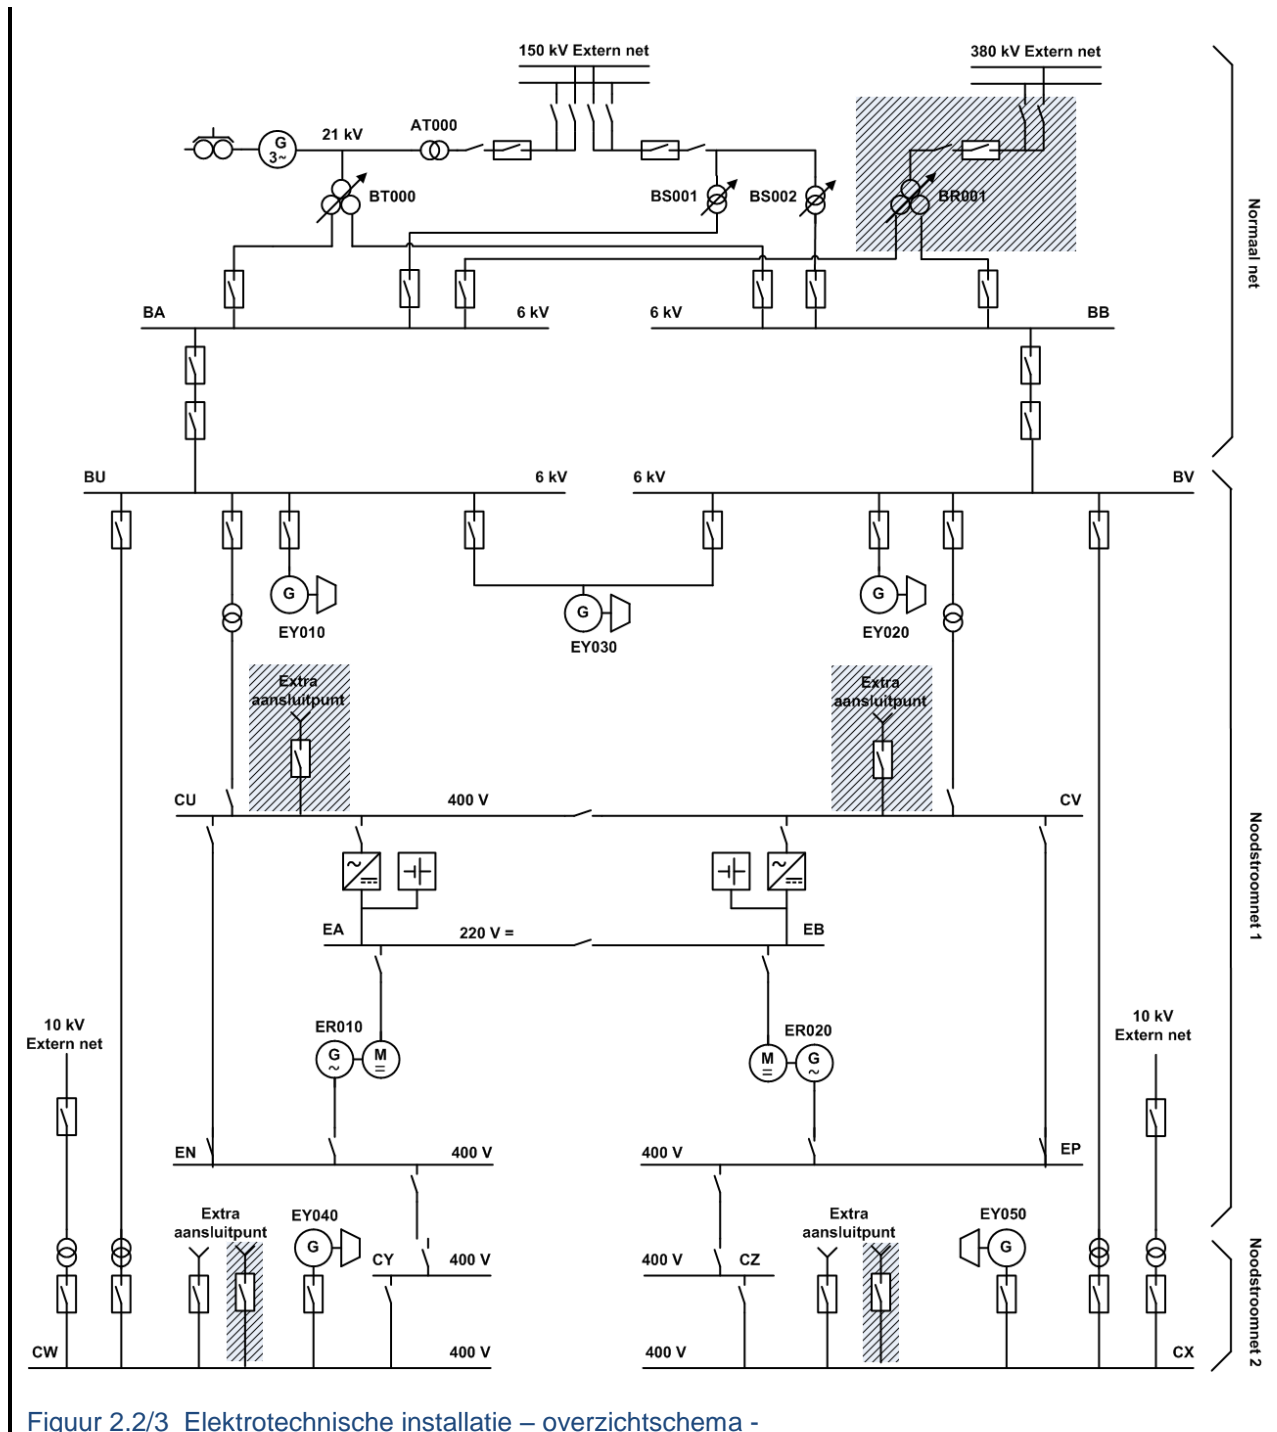 150 kV Extern net
380 kV Extern net
AT000
21 kV
G
3~
BT000
BS001
BS002
BR001
Normaal net
BA
6 kV
6 kV
BB
BU
6 kV
6 kV
BV
G
EY010
G
EY030
G
EY020
Extra
aansluitpunt
Extra
aansluitpunt
CU
400 V
CV
~
~
EA
220 V =
EB
Noodstroomnet 1
10 kV
Extern net
ER010
G
~
M
=
ER020
M
=
G
~
10 kV
Extern net
EN
400 V
400 V
EP
Extra
aansluitpunt
EY040
G
CY
400 V
400 V
CZ
Extra
aansluitpunt
EY050
G
Noodstroomnet 2
CW
400 V
400 V
CX
Figuur 2.2/3 Elektrotechnische installatie – overzichtschema -